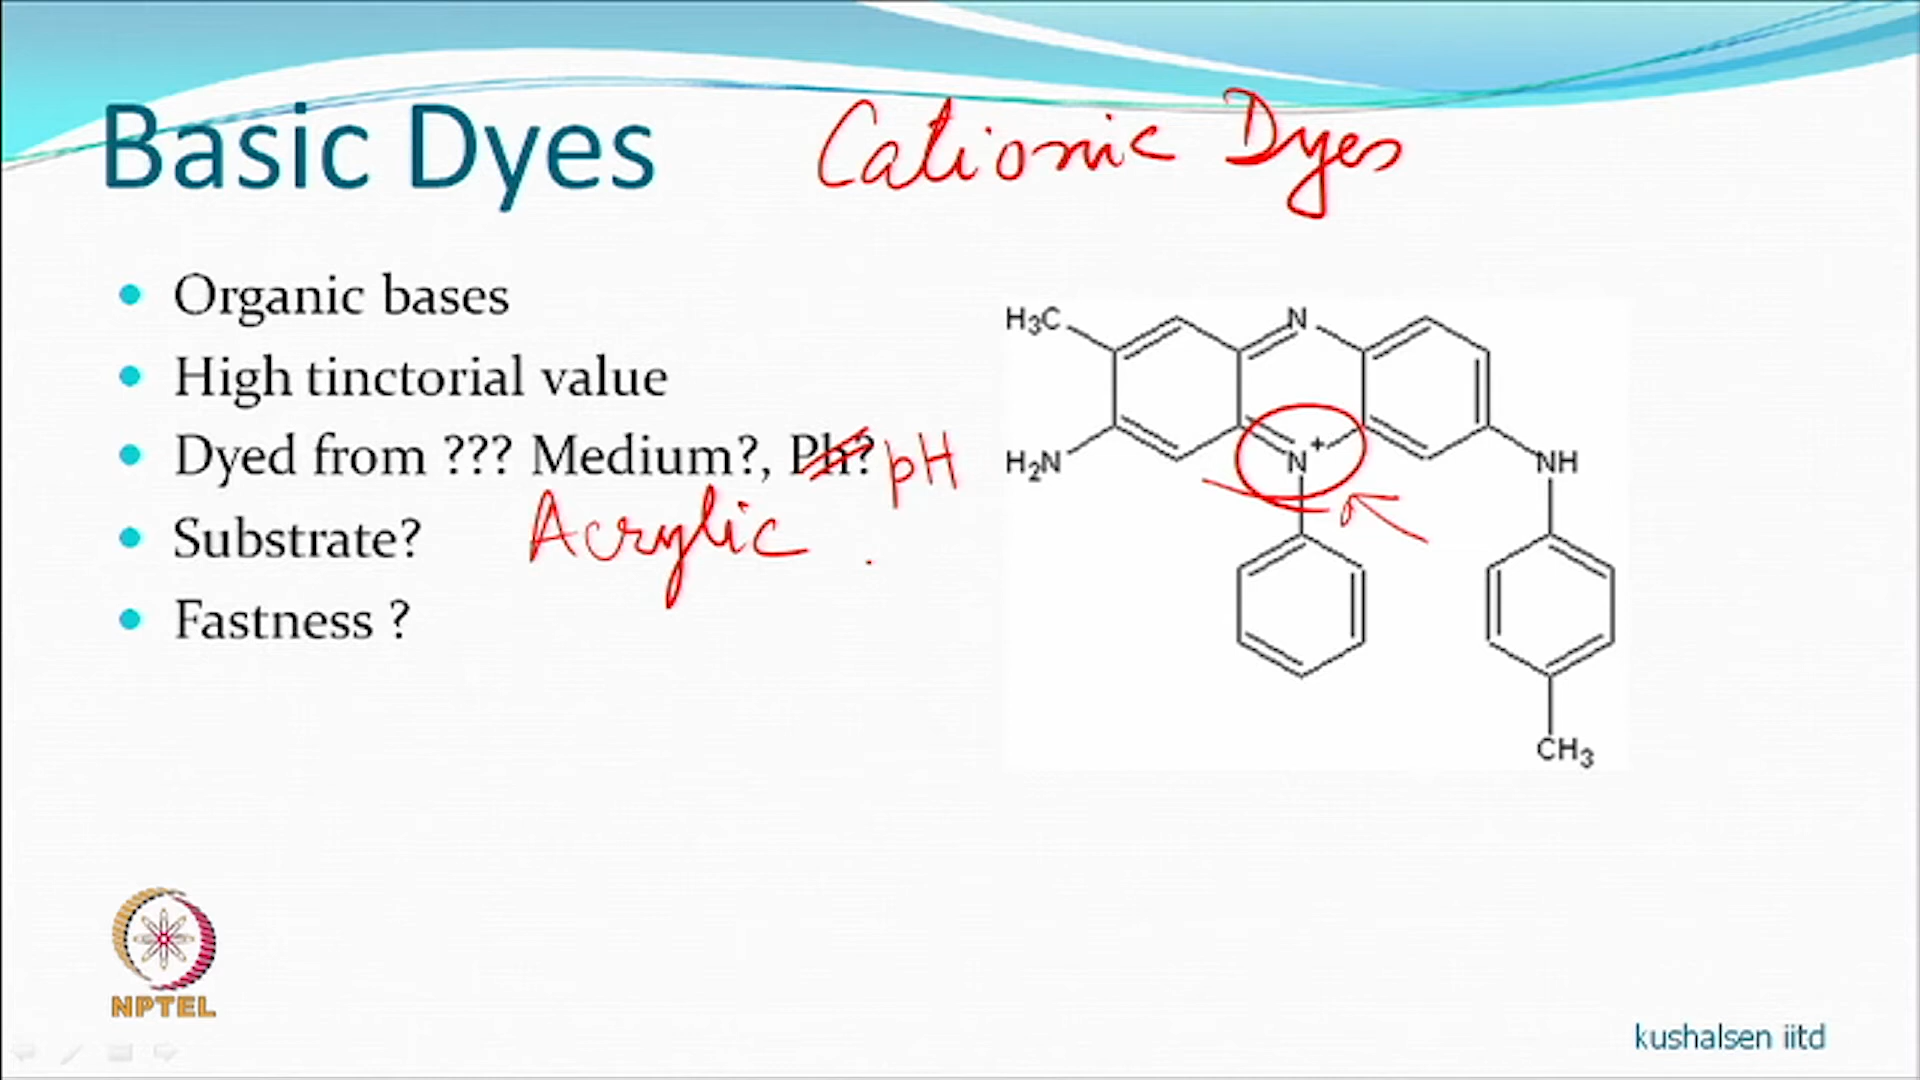 Basic Dyes Cationic Dyes
Organic bases
High tinctorial value
Dyed from ??? Medium?, Ph? pH
Substrate? Acrylic
Fastness ?
H3C
N
H2N
N+
NH
CH3
NPTEL
kushalsen iitd